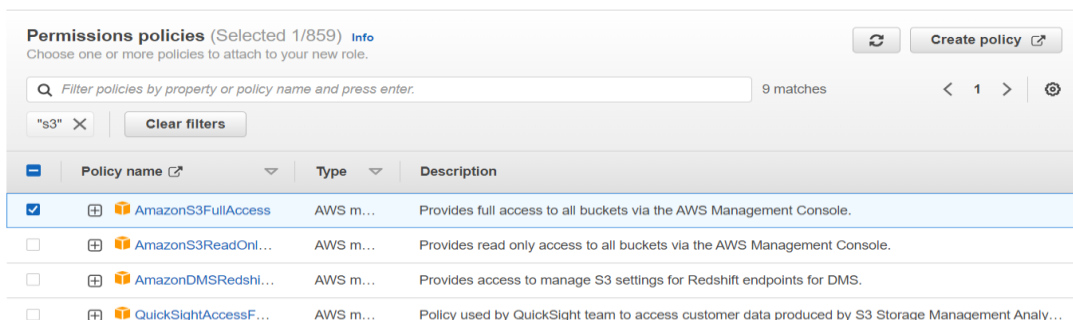 Permissions policies (Selected 1/859) Info
Choose one or more policies to attach to your new role.
Create policy
Filter policies by property or policy name and press enter.
9 matches
1
"s3"
Clear filters
Policy name Type Description
AmazonS3FullAccess AWS m... Provides full access to all buckets via the AWS Management Console.
AmazonS3ReadOnl... AWS m... Provides read only access to all buckets via the AWS Management Console.
AmazonDMSRedshi... AWS m... Provides access to manage S3 settings for Redshift endpoints for DMS.
QuickSightAccessF... AWS m... Policy used by QuickSight team to access customer data produced by S3 Storage Management Analy...